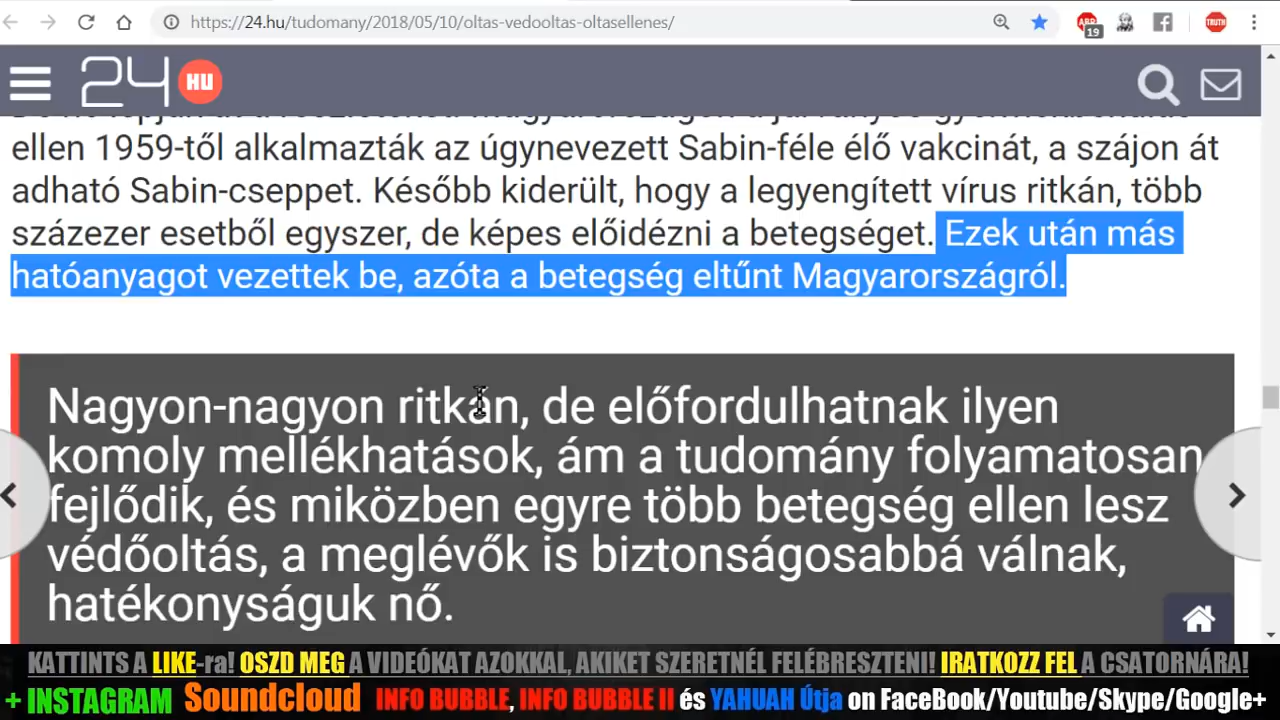 https://24.hu/tudomany/2018/05/10/oltas-vedooltas-oltasellenes/
ABP
19
TRUTH
24 HU
ellen 1959-től alkalmazták az úgynevezett Sabin-féle élő vakcinát, a szájon át
adható Sabin-cseppet. Később kiderült, hogy a legyengített vírus ritkán, több
százezer esetből egyszer, de képes előidézni a betegséget. Ezek után más
hatóanyagot vezettek be, azóta a betegség eltűnt Magyarországról.
Nagyon-nagyon ritkán, de előfordulhatnak ilyen
komoly mellékhatások, ám a tudomány folyamatosan
fejlődik, és miközben egyre több betegség ellen lesz
védőoltás, a meglévők is biztonságosabbá válnak,
hatékonyságuk nő.
KATTINTS A LIKE-ra! OSZD MEG A VIDEÓKAT AZOKKAL, AKIKET SZERETNÉL FELÉBRESZTENI! IRATKOZZ FEL A CSATORNÁRA!
+ INSTAGRAM Soundcloud INFO BUBBLE, INFO BUBBLE II és YAHUAH Útja on FaceBook/Youtube/Skype/Google+